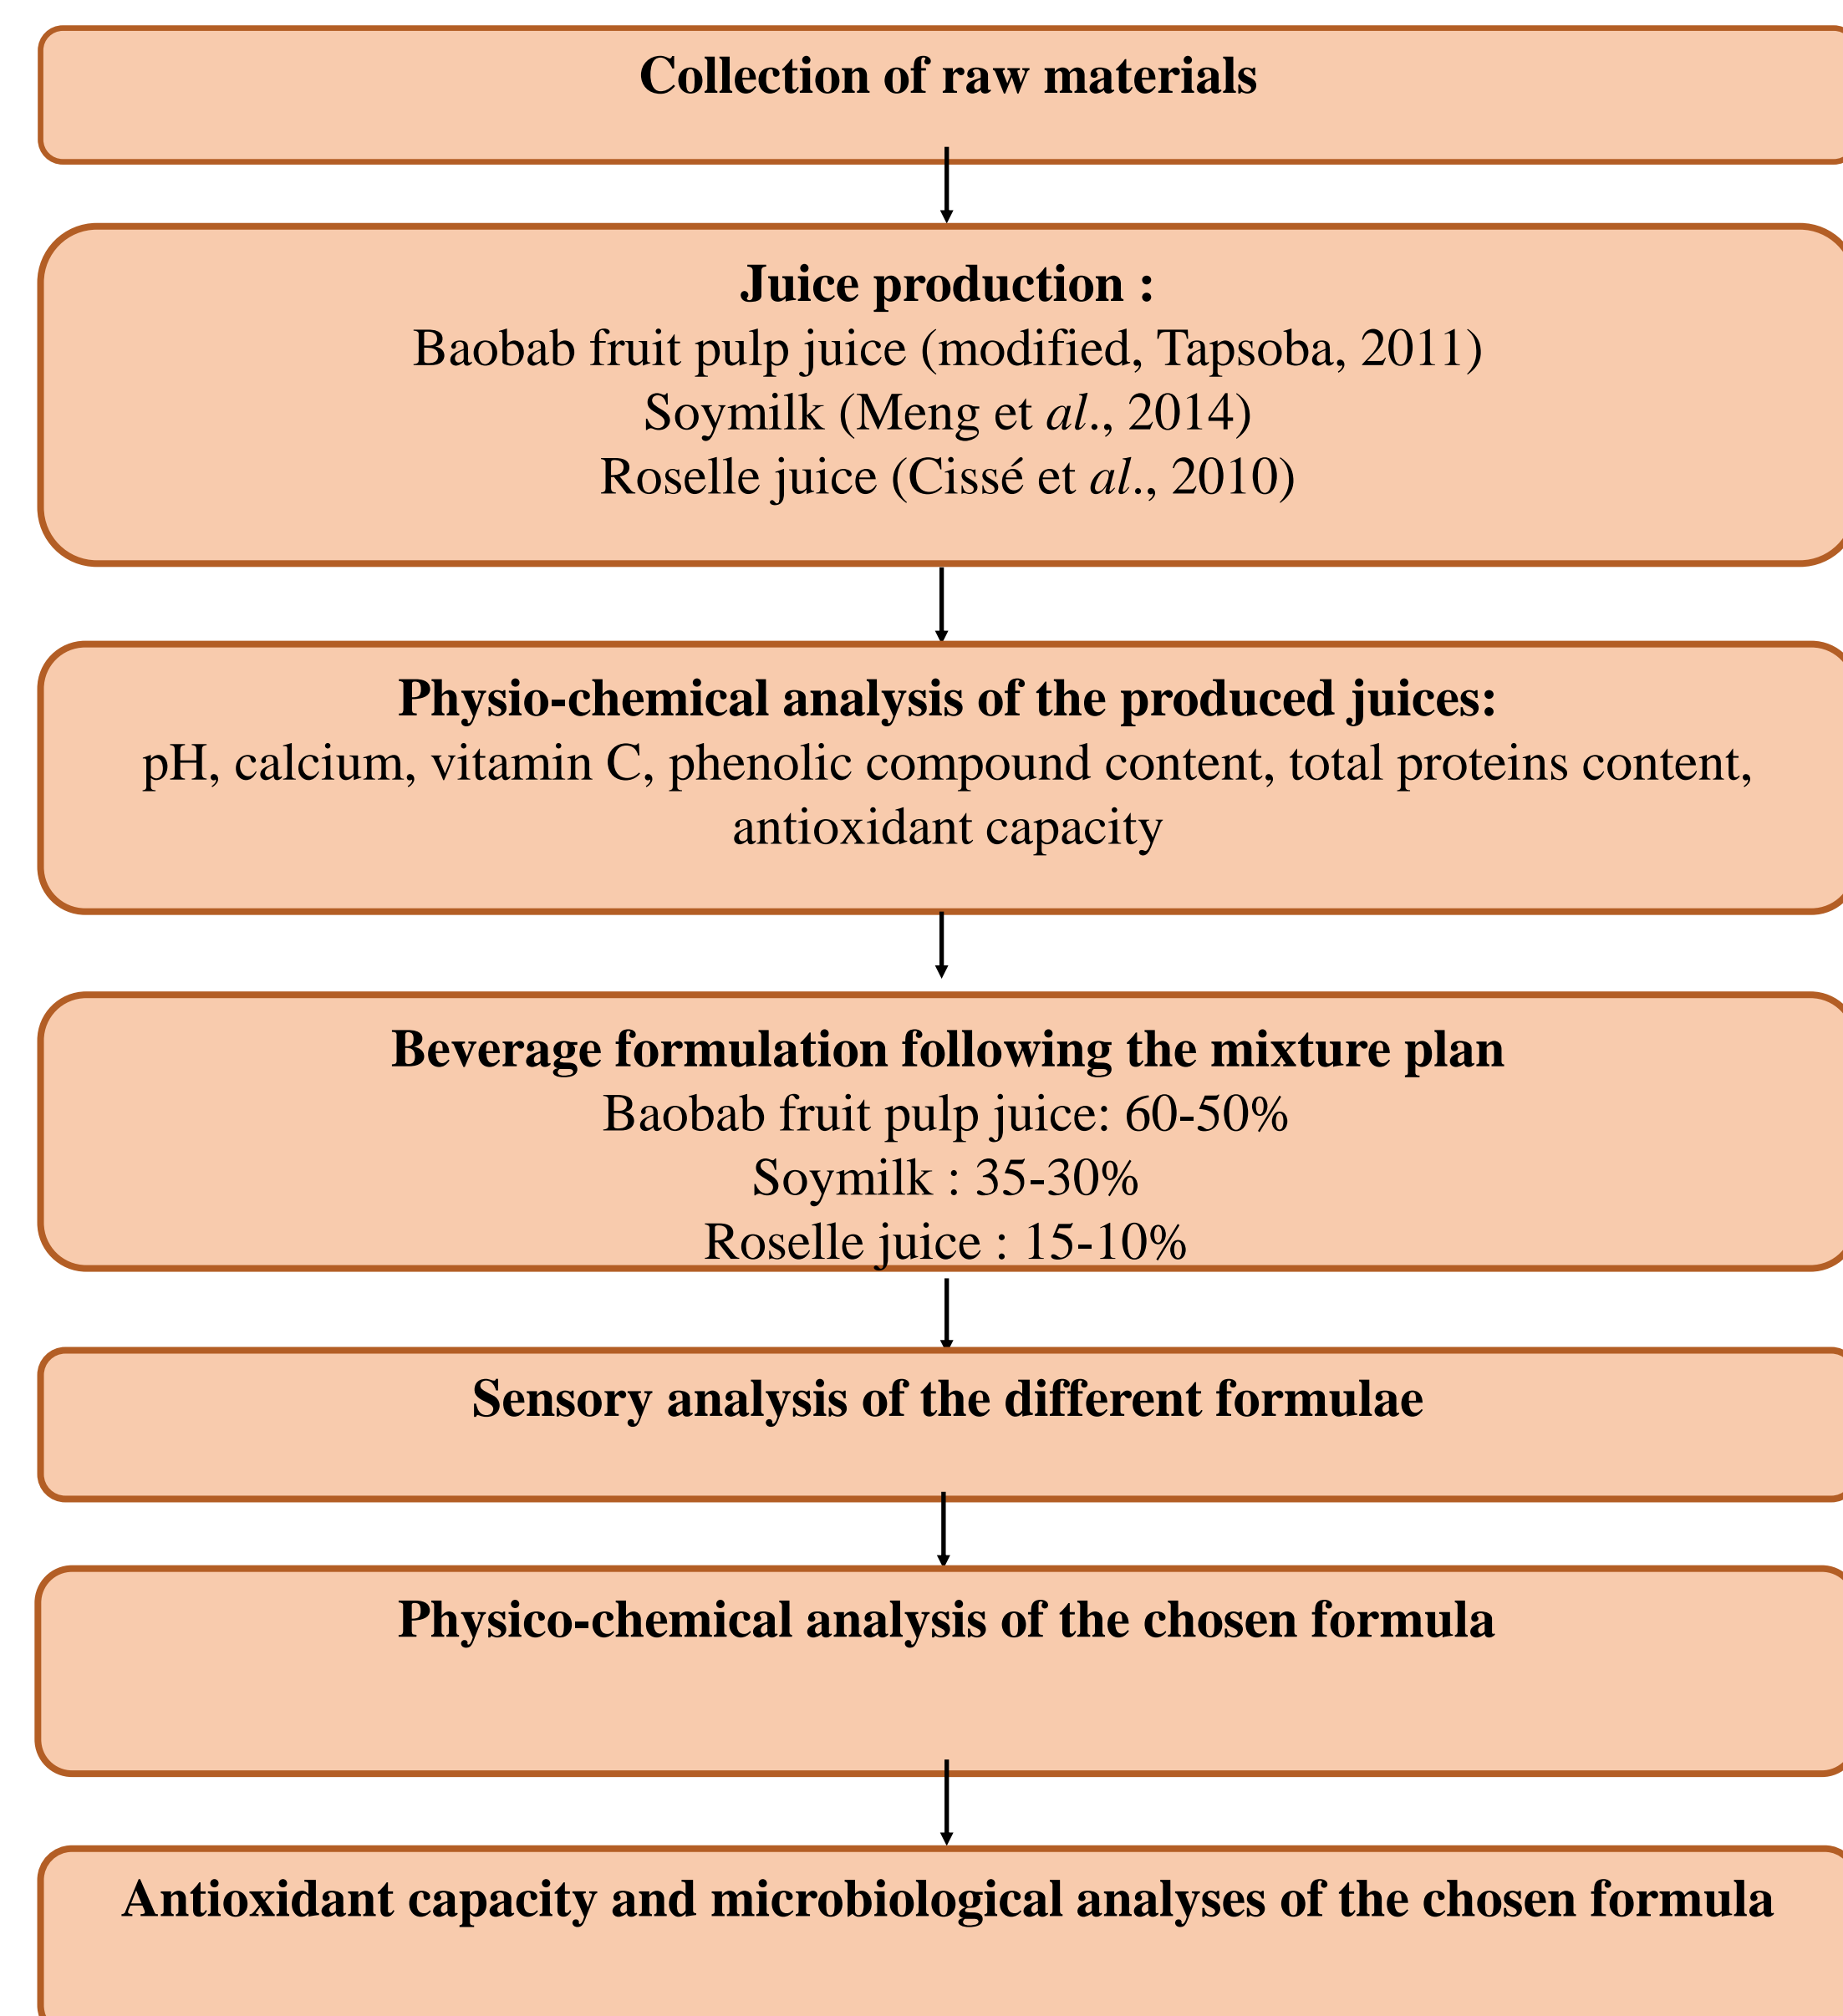 Collection of raw materials
Juice production :
Baobab fruit pulp juice (modified, Tapsoba, 2011)
Soymilk (Meng et al., 2014)
Roselle juice (Cissé et al., 2010)
Physio-chemical analysis of the produced juices:
pH, calcium, vitamin C, phenolic compound content, total proteins content,
antioxidant capacity
Beverage formulation following the mixture plan
Baobab fruit pulp juice: 60-50%
Soymilk : 35-30%
Roselle juice : 15-10%
Sensory analysis of the different formulae
Physico-chemical analysis of the chosen formula
Antioxidant capacity and microbiological analyses of the chosen formula